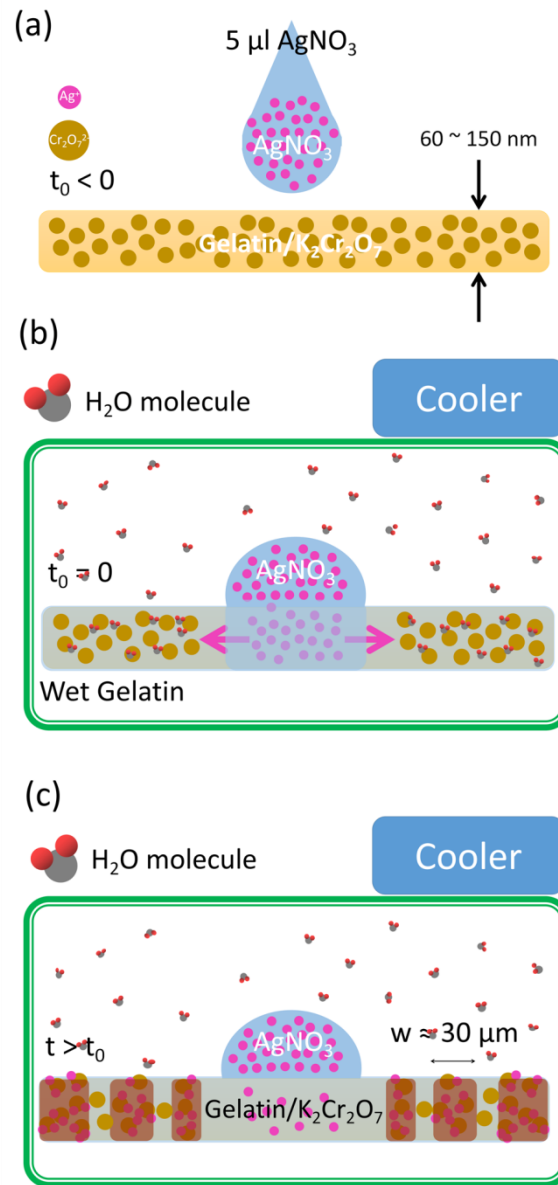 (a)
5 μl AgNO₃
Ag⁺
Cr₂O₇²⁻
AgNO₃
60 ~ 150 nm
t₀ < 0
Gelatin/K₂Cr₂O₇
(b)
H₂O molecule
Cooler
AgNO₃
t₀ = 0
Wet Gelatin
(c)
H₂O molecule
Cooler
AgNO₃
t > t₀
w ≈ 30 μm
Gelatin/K₂Cr₂O₇